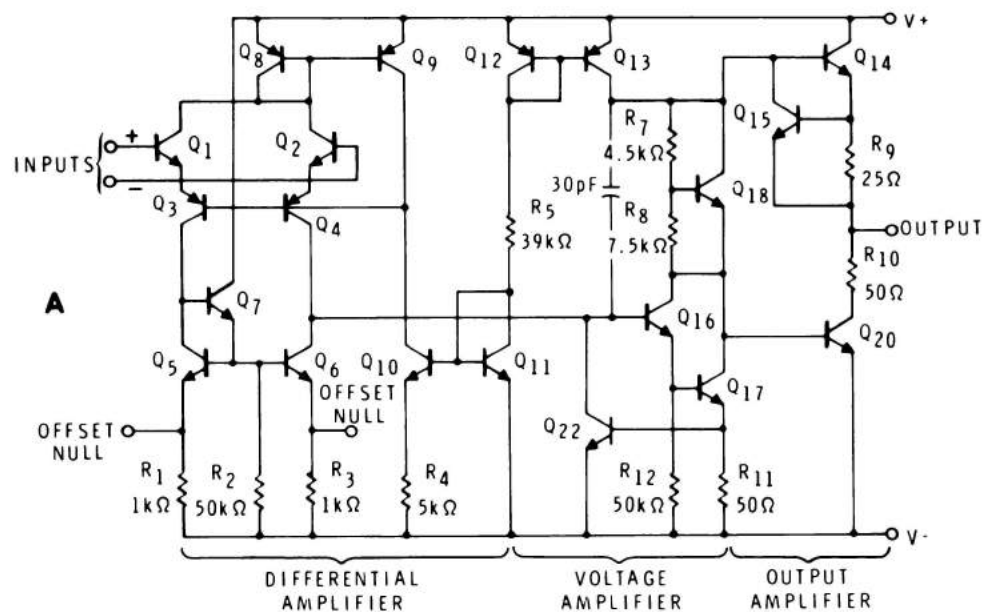 V+
Q8
Q9
Q12
Q13
Q14
INPUTS
+
-
Q1
Q2
Q15
R7
4.5kΩ
R9
25Ω
30pF
Q18
Q3
Q4
R5
39kΩ
R8
7.5kΩ
OUTPUT
R10
50Ω
A
Q7
Q16
Q20
Q5
Q6
Q10
Q11
Q17
OFFSET
NULL
OFFSET
NULL
Q22
R1
1kΩ
R2
50kΩ
R3
1kΩ
R4
5kΩ
R12
50kΩ
R11
50Ω
V-
DIFFERENTIAL
AMPLIFIER
VOLTAGE
AMPLIFIER
OUTPUT
AMPLIFIER